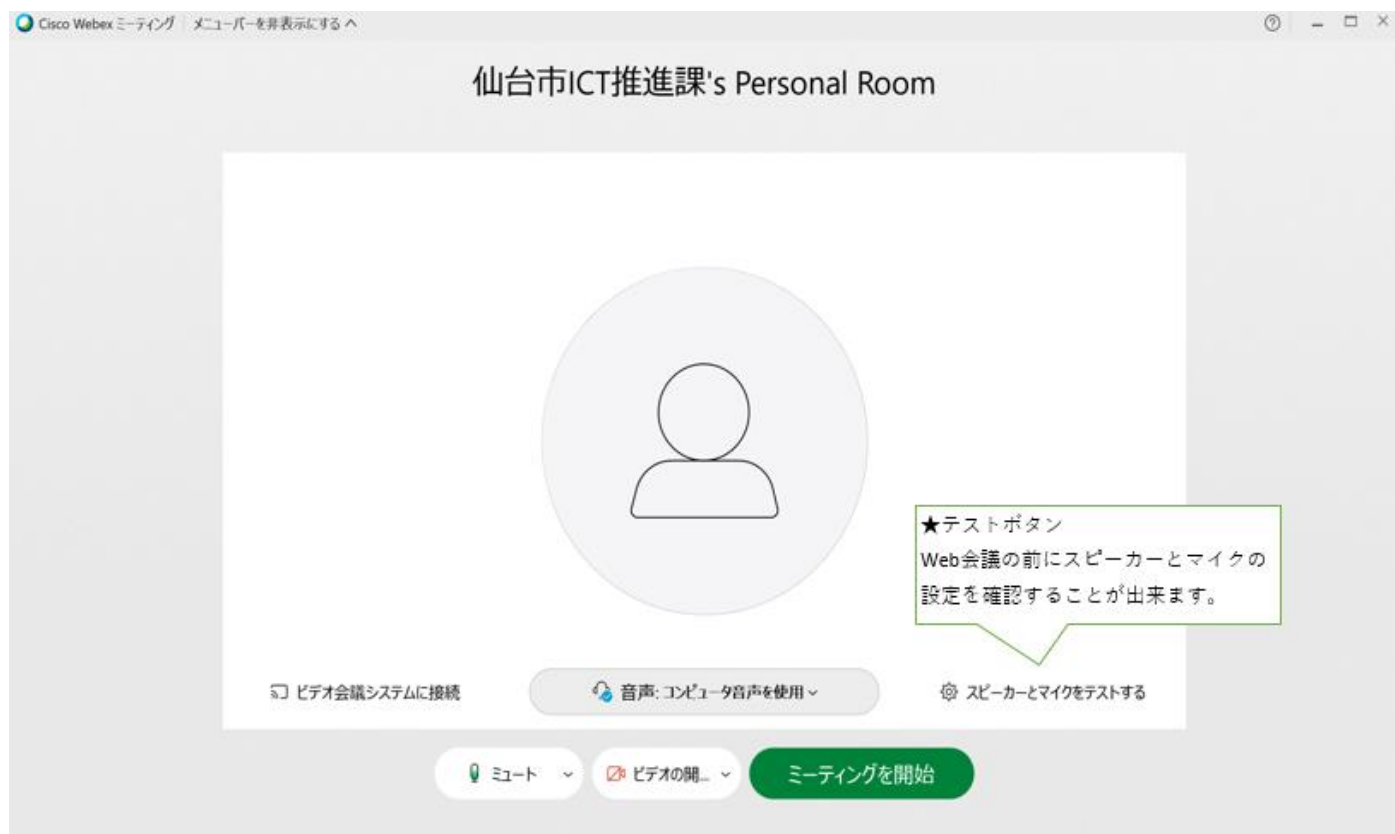 Cisco Webex ミーティング | メニューバーを非表示にする
仙台市ICT推進課's Personal Room
★テストボタン
Web会議の前にスピーカーとマイクの
設定を確認することが出来ます。
ビデオ会議システムに接続
音声: コンピュータ音声を使用
スピーカーとマイクをテストする
ミュート
ビデオの開...
ミーティングを開始